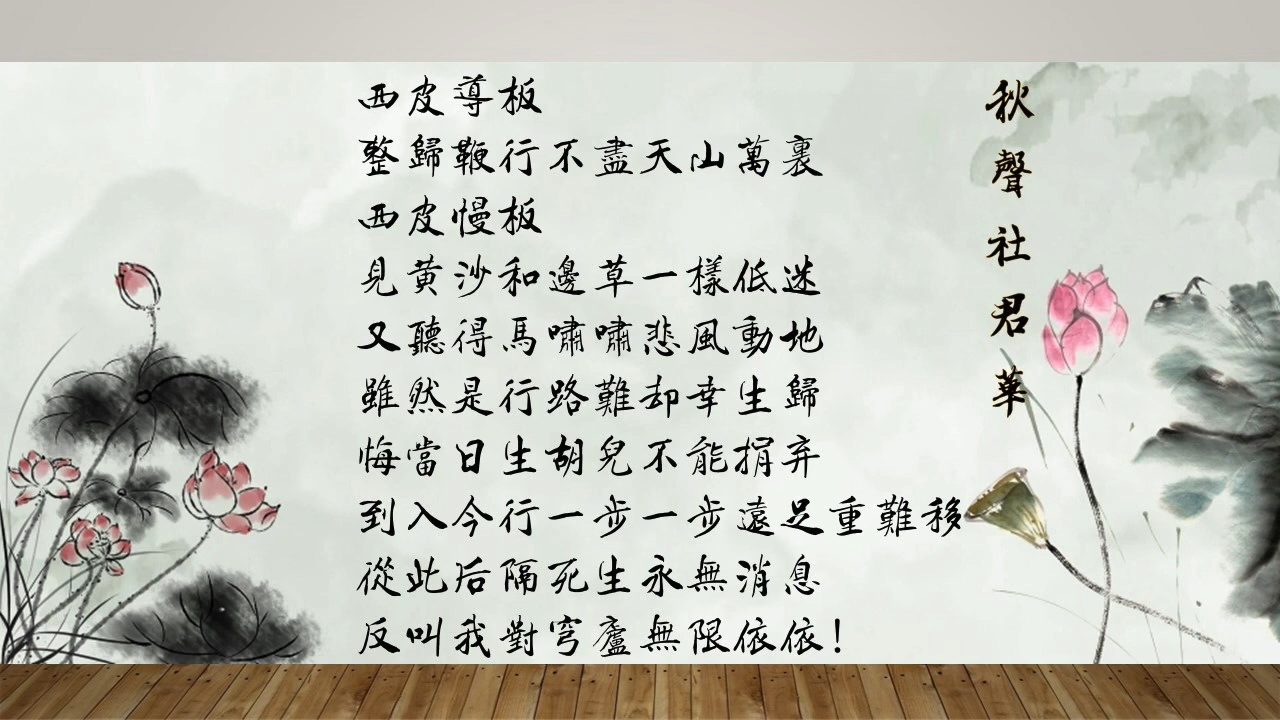 西皮導板
整歸鞭行不盡天山萬裏
西皮慢板
見黄沙和邊草一樣低迷
又聽得馬嘯嘯悲風動地
雖然是行路難却幸生歸
悔當日生胡兒不能捐弃
到入今行一步一步遠足重難移
從此后隔死生永無消息
反叫我對穹廬無限依依!
秋聲社君華